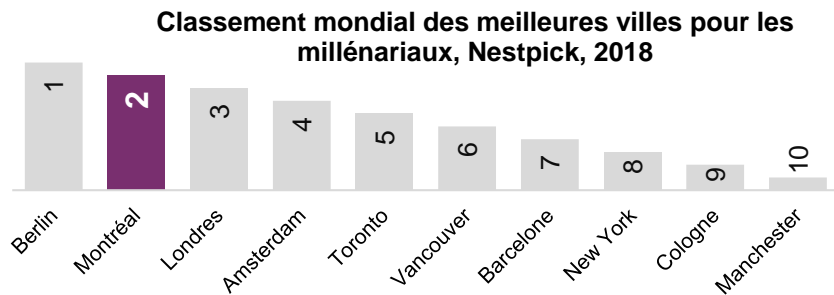 Classement mondial des meilleures villes pour les
millénariaux, Nestpick, 2018
1
2
3
4
5
6
7
8
9
10
Berlin
Montréal
Londres
Amsterdam
Toronto
Vancouver
Barcelone
New York
Cologne
Manchester